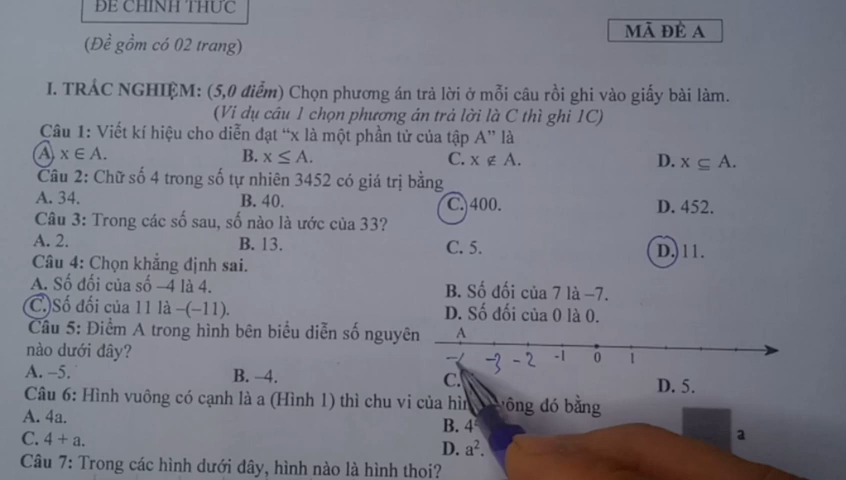 ĐỀ CHÍNH THỨC
MÃ ĐỀ A
(Đề gồm có 02 trang)
I. TRẮC NGHIỆM: (5,0 điểm) Chọn phương án trả lời ở mỗi câu rồi ghi vào giấy bài làm.
(Ví dụ câu 1 chọn phương án trả lời là C thì ghi 1C)
Câu 1: Viết kí hiệu cho diễn đạt “x là một phần tử của tập A” là
A. x ∈ A. B. x ≤ A. C. x ∉ A. D. x ⊆ A.
Câu 2: Chữ số 4 trong số tự nhiên 3452 có giá trị bằng
A. 34. B. 40. C. 400. D. 452.
Câu 3: Trong các số sau, số nào là ước của 33?
A. 2. B. 13. C. 5. D. 11.
Câu 4: Chọn khẳng định sai.
A. Số đối của số –4 là 4. B. Số đối của 7 là –7.
C. Số đối của 11 là –(–11). D. Số đối của 0 là 0.
Câu 5: Điểm A trong hình bên biểu diễn số nguyên
nào dưới đây?
A
-3 -2 -1 0 1
A. –5. B. –4. C. D. 5.
Câu 6: Hình vuông có cạnh là a (Hình 1) thì chu vi của đó bằng
A. 4a. B.
C. 4 + a. D. a².
a
Câu 7: Trong các hình dưới đây, hình nào là hình thoi?